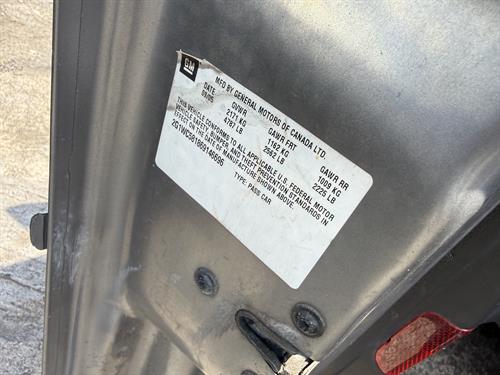 GM
MFD BY GENERAL MOTORS OF CANADA LTD.
DATE GVWR GAWR FRT GAWR RR
09/05 2171 KG 1162 KG 1009 KG
4787 LB 2562 LB 2225 LB
THIS VEHICLE CONFORMS TO ALL APPLICABLE U.S. FEDERAL MOTOR
VEHICLE SAFETY, BUMPER, AND THEFT PREVENTION STANDARDS IN
EFFECT ON THE DATE OF MANUFACTURE SHOWN ABOVE.
TYPE: PASS CAR